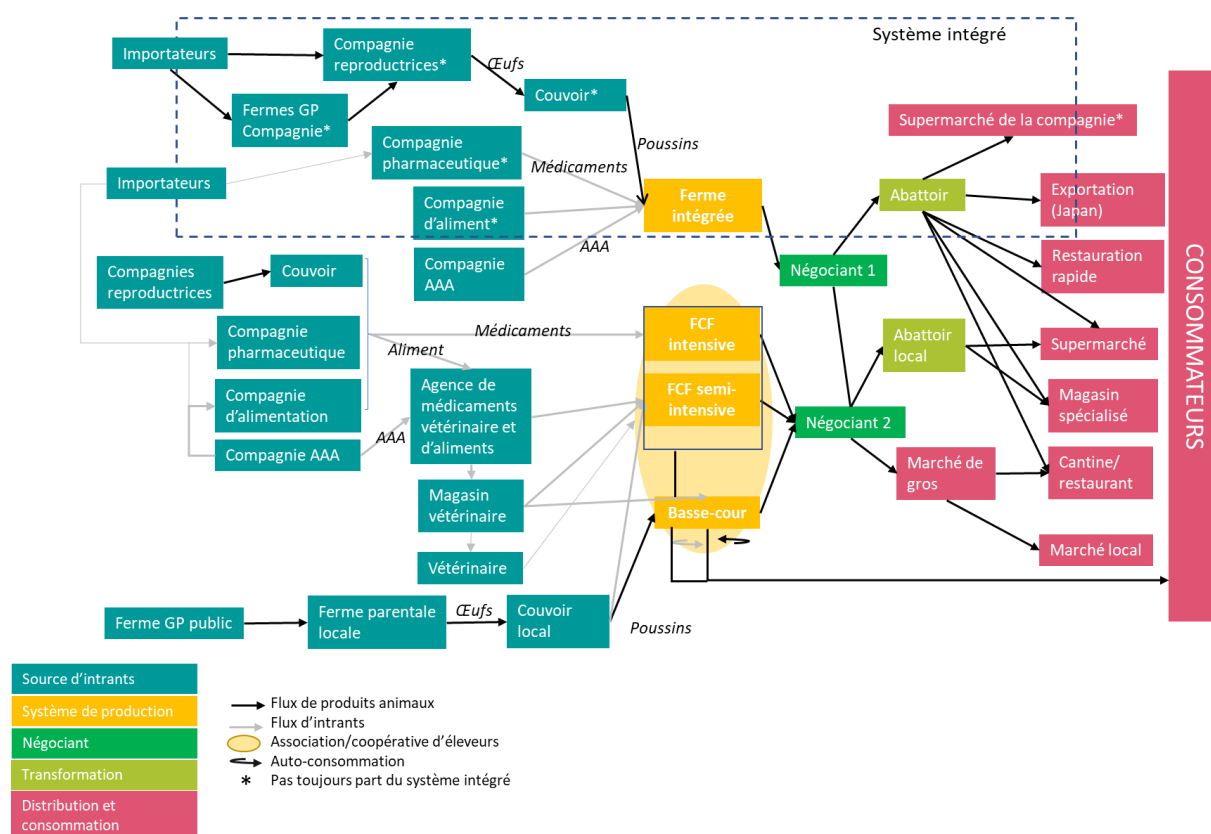 Système intégré
Importateurs
Compagnie
reproductrices*
Œufs
Fermes GP
Compagnie*
Couvoir*
Compagnie
pharmaceutique*
Poussins
Médicaments
Importateurs
Compagnie
d'aliment*
Ferme
intégrée
AAA
Compagnie
AAA
Négociant 1
Abattoir
Supermarché de la compagnie*
Exportation
(Japan)
Restauration
rapide
CONSOMMATEURS
Compagnies
reproductrices
Couvoir
Compagnie
pharmaceutique
Médicaments
Aliment
FCF
intensive
Abattoir
local
Supermarché
Compagnie
d'alimentation
Agence de
médicaments
vétérinaire et
d'aliments
FCF semi-
intensive
Négociant 2
Magasin
spécialisé
Compagnie AAA
AAA
Marché de
gros
Cantine/
restaurant
Magasin
vétérinaire
Basse-cour
Marché local
Vétérinaire
Ferme GP public
Ferme parentale
locale
Œufs
Couvoir
local
Poussins
Source d'intrants
Système de production
Négociant
Transformation
Distribution et
consommation
Flux de produits animaux
Flux d'intrants
Association/coopérative d'éleveurs
Auto-consommation
* Pas toujours part du système intégré